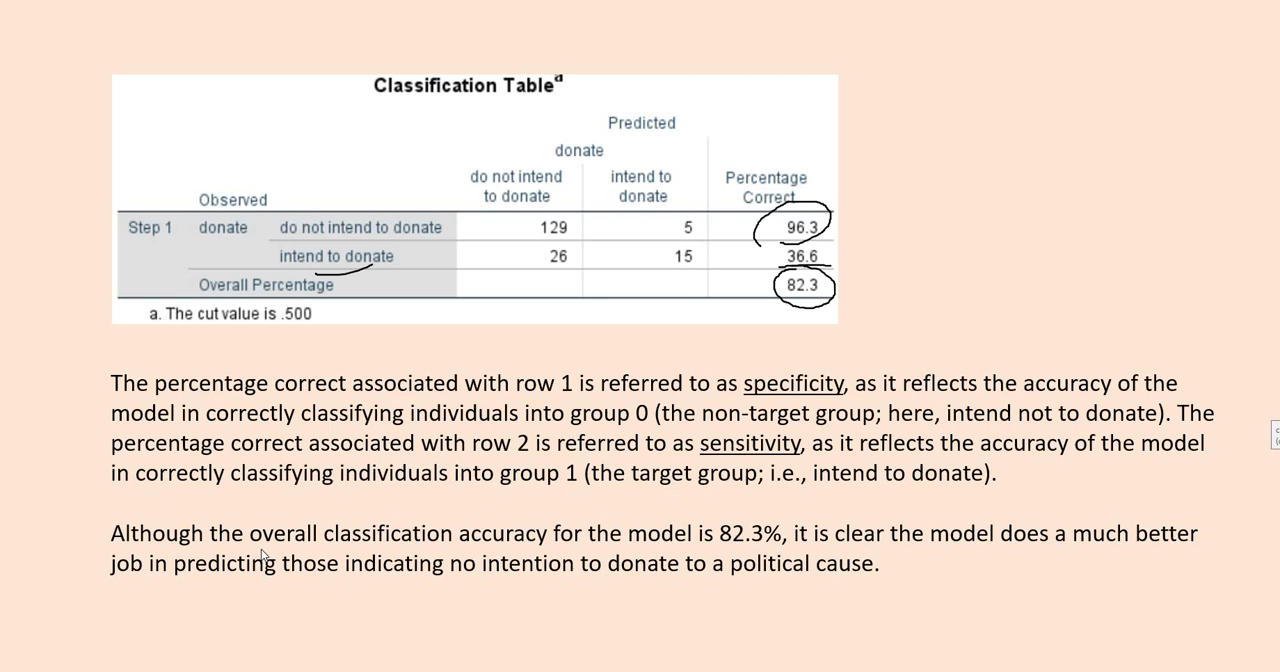 Classification Tableª
Predicted
donate
do not intend to donate
intend to donate
Percentage Correct
Observed
Step 1 donate do not intend to donate 129 5 96.3
intend to donate 26 15 36.6
Overall Percentage 82.3
a. The cut value is .500
The percentage correct associated with row 1 is referred to as specificity, as it reflects the accuracy of the
model in correctly classifying individuals into group 0 (the non-target group; here, intend not to donate). The
percentage correct associated with row 2 is referred to as sensitivity, as it reflects the accuracy of the model
in correctly classifying individuals into group 1 (the target group; i.e., intend to donate).
Although the overall classification accuracy for the model is 82.3%, it is clear the model does a much better
job in predicting those indicating no intention to donate to a political cause.